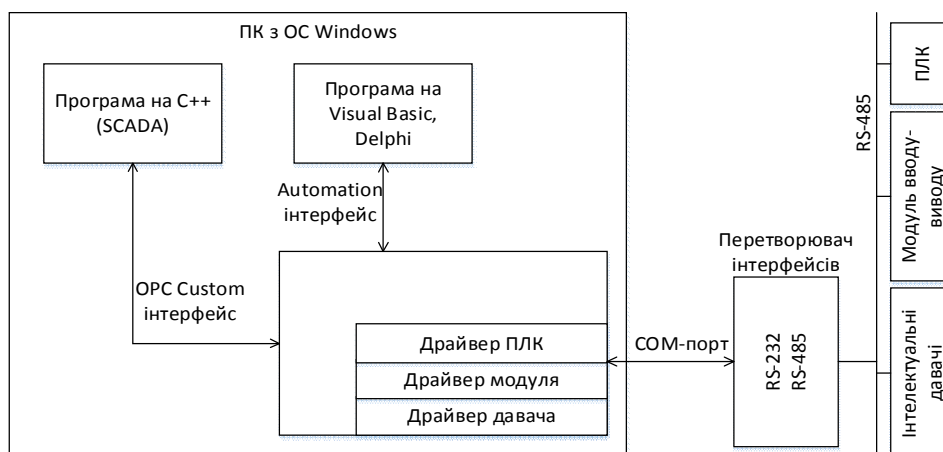 ПК з ОС Windows
Програма на C++
(SCADA)
Програма на
Visual Basic,
Delphi
Automation
інтерфейс
OPC Custom
інтерфейс
Драйвер ПЛК
Драйвер модуля
Драйвер давача
COM-порт
Перетворювач
інтерфейсів
RS-232
RS-485
RS-485
ПЛК
Модуль вводу-
виводу
Інтелектуальні
давачі